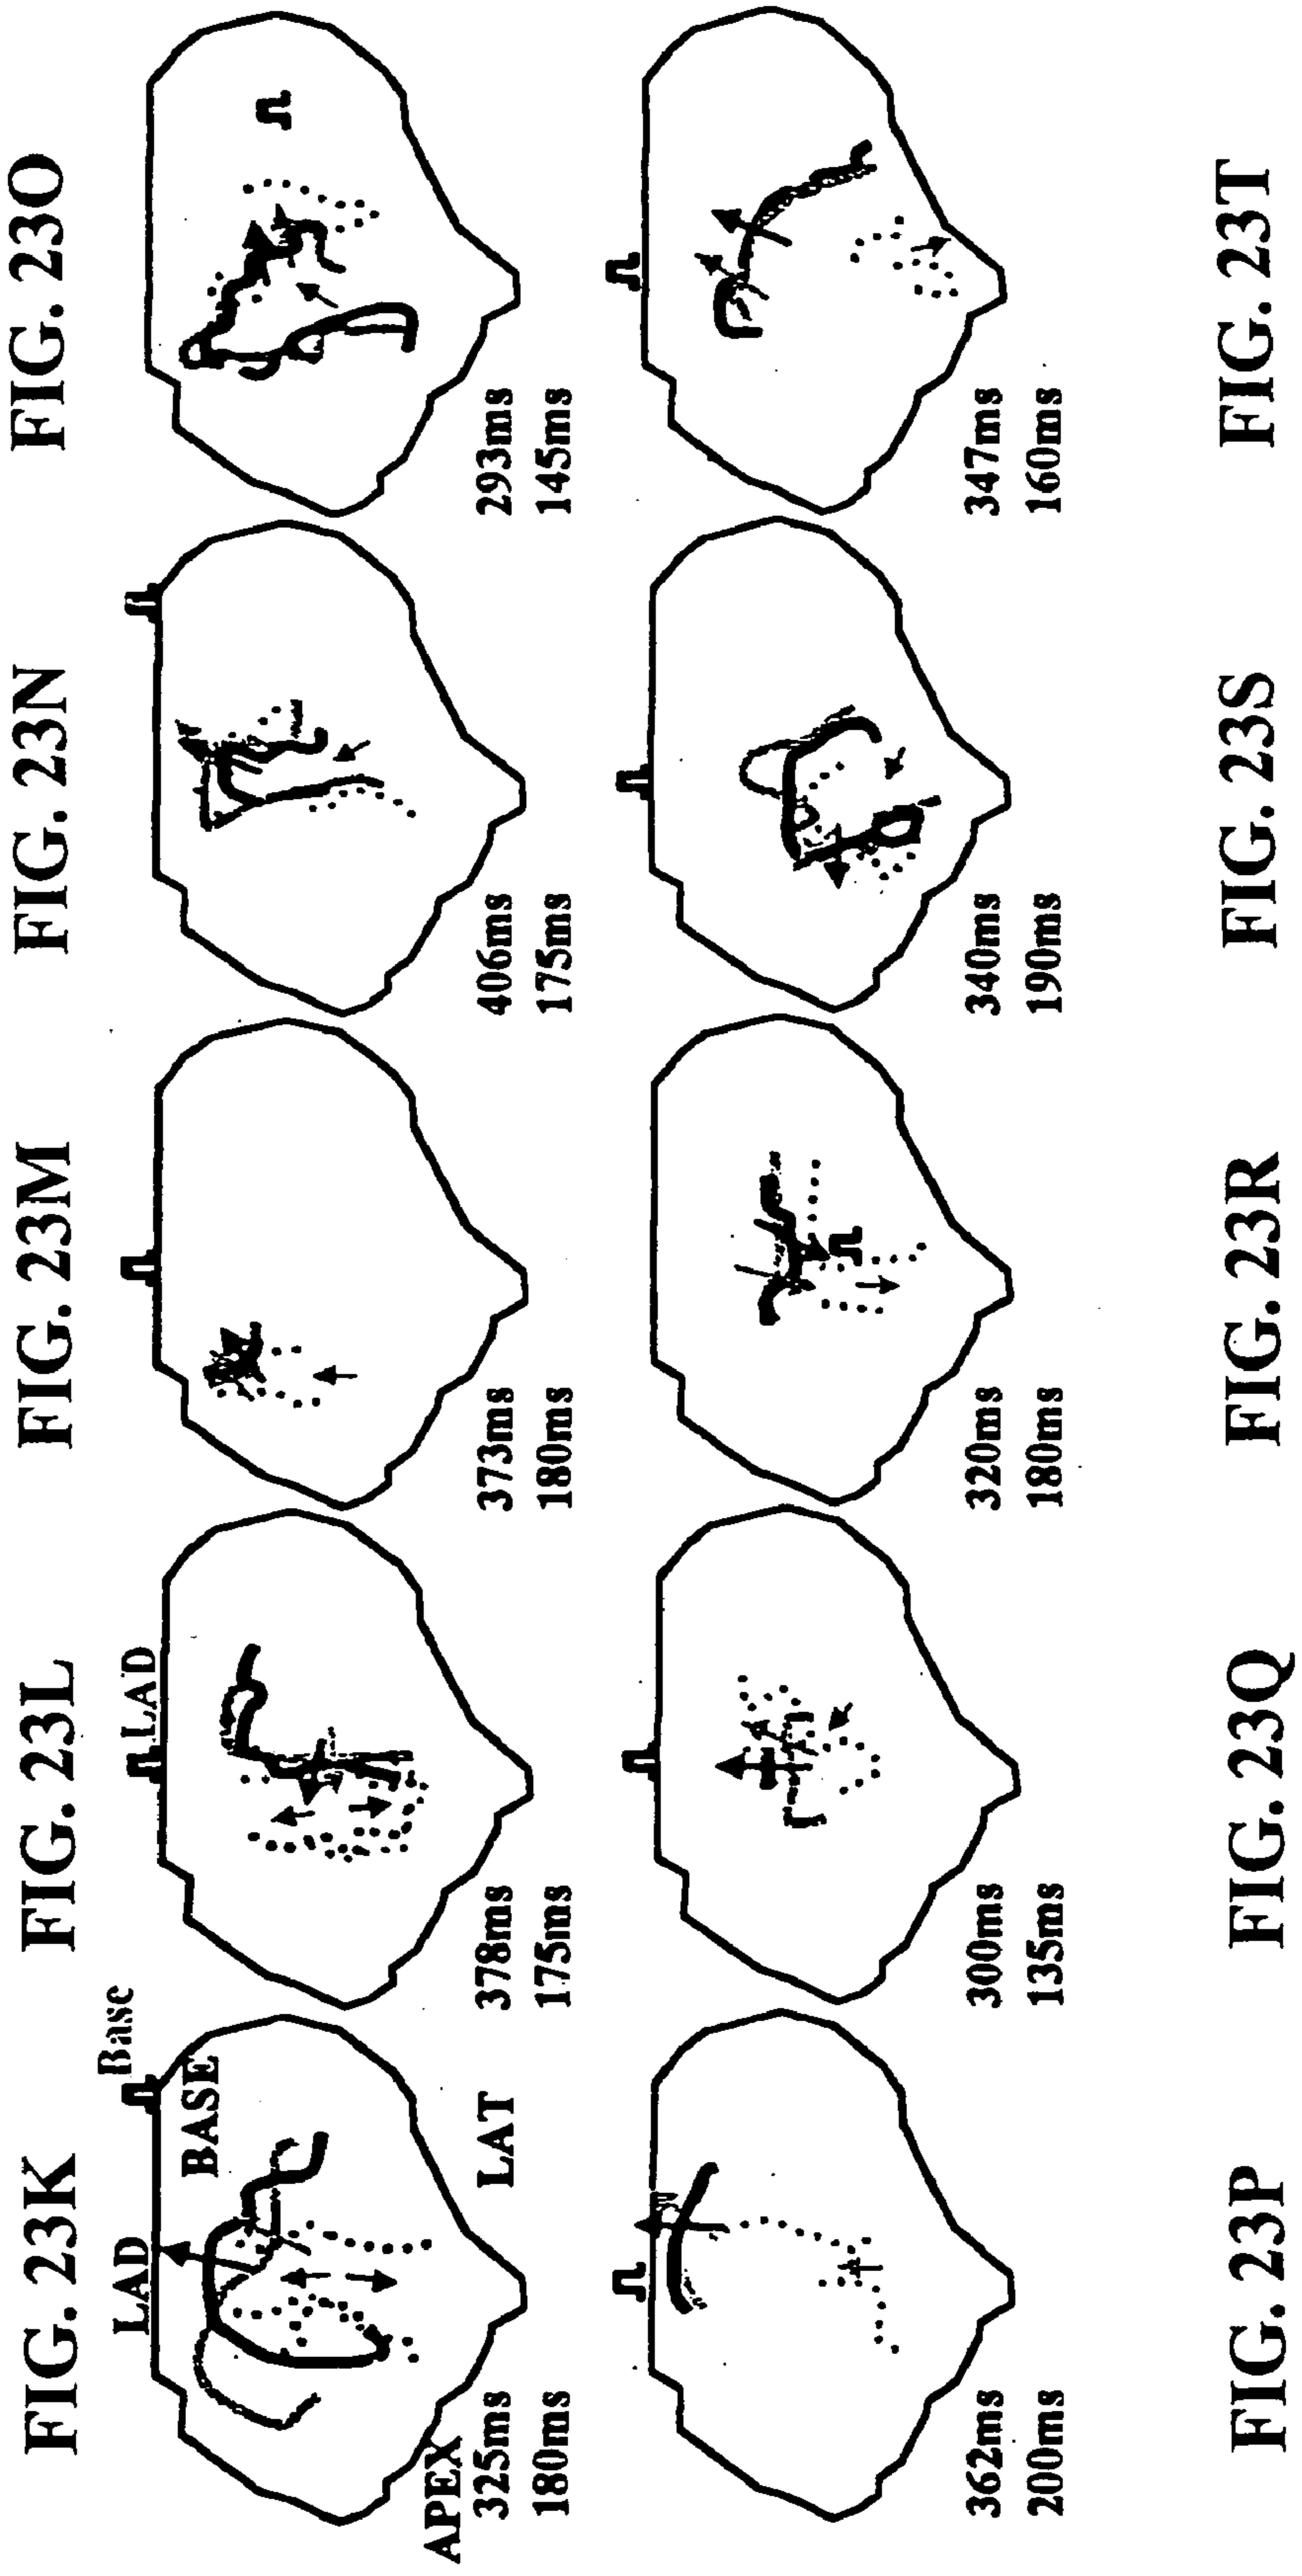 FIG. 23K
FIG. 23L
FIG. 23M
FIG. 23N
FIG. 23O
LAD
Base
LAD
BASE
LAT
APEX
325ms
180ms
378ms
175ms
373ms
180ms
406ms
175ms
293ms
145ms
362ms
200ms
300ms
135ms
320ms
180ms
340ms
190ms
347ms
160ms
FIG. 23P
FIG. 23Q
FIG. 23R
FIG. 23S
FIG. 23T